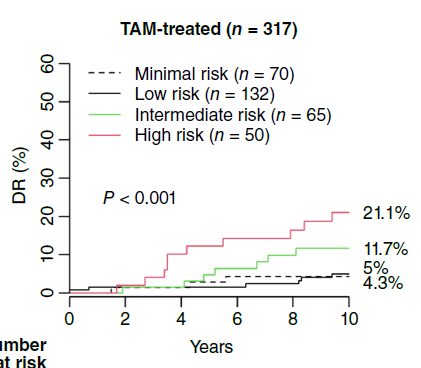 TAM-treated (n = 317)
Minimal risk (n = 70)
Low risk (n = 132)
Intermediate risk (n = 65)
High risk (n = 50)
DR (%)
60
50
40
30
20
10
0
P < 0.001
21.1%
11.7%
5%
4.3%
0 2 4 6 8 10
Years
umber
at risk